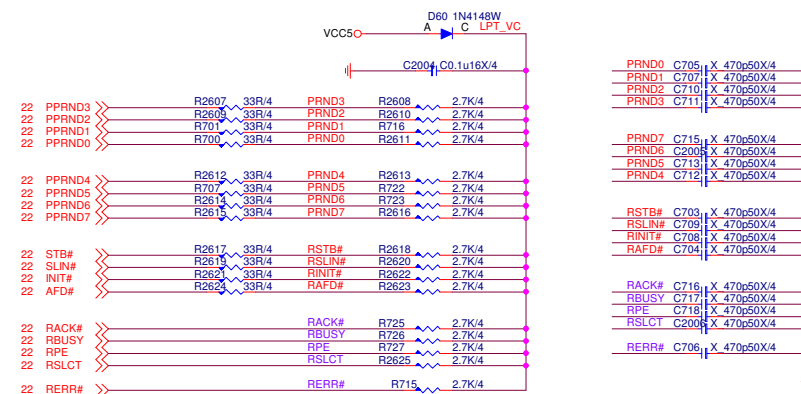 D60 1N4148W
VCC5 A C LPT_VC
C2004 C0.1u16X/4
22 PPRND3 R2607 33R/4 PRND3 R2608 2.7K/4
22 PPRND2 R2609 33R/4 PRND2 R2610 2.7K/4
22 PPRND1 R701 33R/4 PRND1 R716 2.7K/4
22 PPRND0 R700 33R/4 PRND0 R2611 2.7K/4
22 PPRND4 R2612 33R/4 PRND4 R2613 2.7K/4
22 PPRND5 R707 33R/4 PRND5 R722 2.7K/4
22 PPRND6 R2614 33R/4 PRND6 R723 2.7K/4
22 PPRND7 R2615 33R/4 PRND7 R2616 2.7K/4
22 STB# R2617 33R/4 RSTB# R2618 2.7K/4
22 SLIN# R2619 33R/4 RSLIN# R2620 2.7K/4
22 INIT# R2621 33R/4 RINIT# R2622 2.7K/4
22 AFD# R2624 33R/4 RAFD# R2623 2.7K/4
22 RACK# RACK# R725 2.7K/4
22 RBUSY RBUSY R726 2.7K/4
22 RPE RPE R727 2.7K/4
22 RSLCT RSLCT R2625 2.7K/4
22 RERR# RERR# R715 2.7K/4
PRND0 C705 X_470p50X/4
PRND1 C707 X_470p50X/4
PRND2 C710 X_470p50X/4
PRND3 C711 X_470p50X/4
PRND7 C715 X_470p50X/4
PRND6 C2005 X_470p50X/4
PRND5 C713 X_470p50X/4
PRND4 C712 X_470p50X/4
RSTB# C703 X_470p50X/4
RSLIN# C709 X_470p50X/4
RINIT# C708 X_470p50X/4
RAFD# C704 X_470p50X/4
RACK# C716 X_470p50X/4
RBUSY C717 X_470p50X/4
RPE C718 X_470p50X/4
RSLCT C2006 X_470p50X/4
RERR# C706 X_470p50X/4